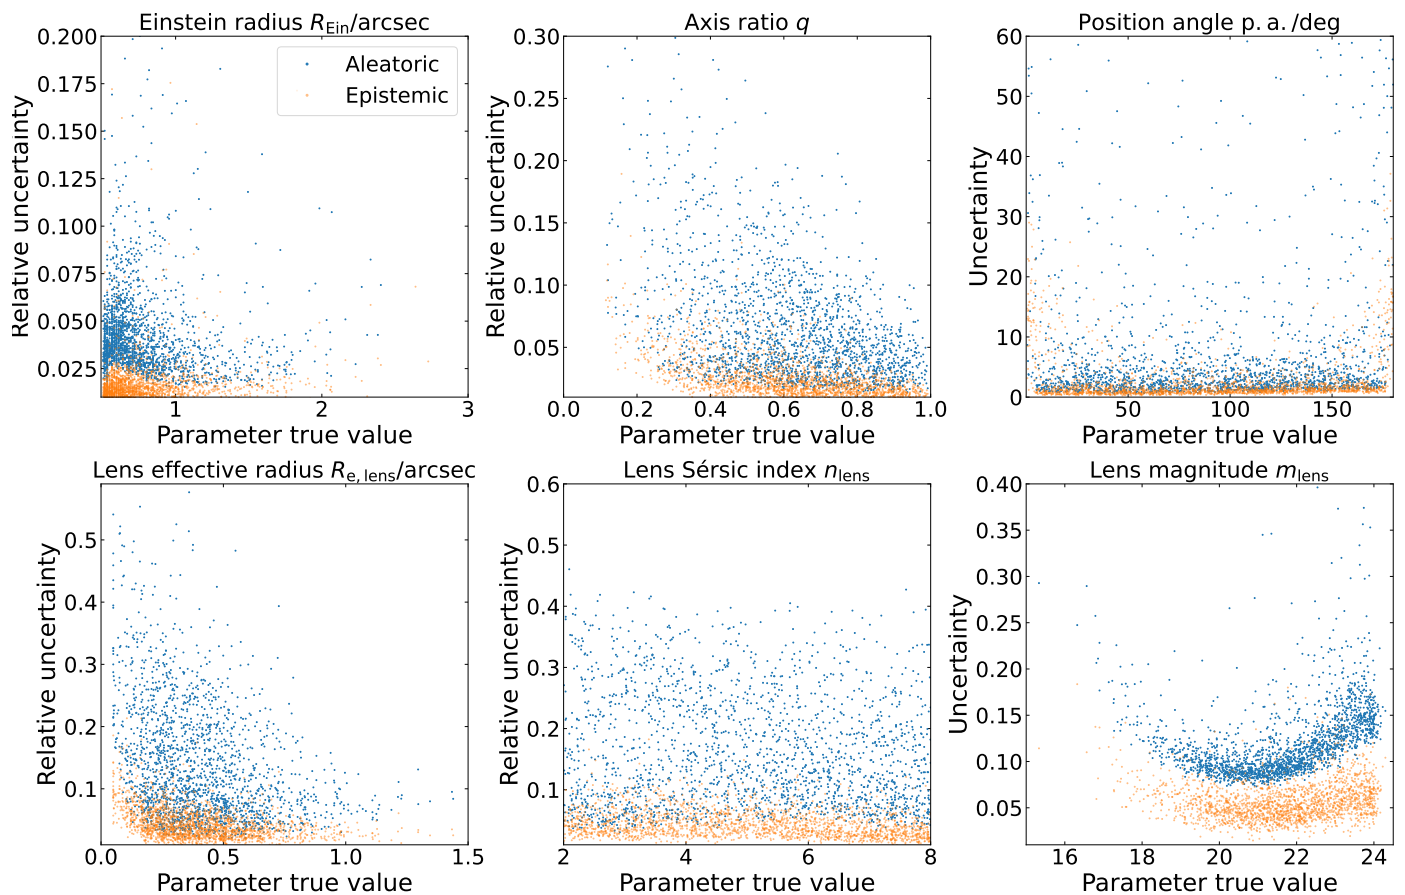 Einstein radius R_Ein/arcsec
Axis ratio q
Position angle p. a./deg
Relative uncertainty
0.200
0.175
0.150
0.125
0.100
0.075
0.050
0.025
Aleatoric
Epistemic
1 2 3
Parameter true value
Relative uncertainty
0.30
0.25
0.20
0.15
0.10
0.05
0.0 0.2 0.4 0.6 0.8 1.0
Parameter true value
Uncertainty
60
50
40
30
20
10
0
50 100 150
Parameter true value
Lens effective radius R_e, lens/arcsec
Lens Sérsic index n_lens
Lens magnitude m_lens
Relative uncertainty
0.5
0.4
0.3
0.2
0.1
0.0 0.5 1.0 1.5
Parameter true value
Relative uncertainty
0.6
0.5
0.4
0.3
0.2
0.1
2 4 6 8
Parameter true value
Uncertainty
0.40
0.35
0.30
0.25
0.20
0.15
0.10
0.05
16 18 20 22 24
Parameter true value